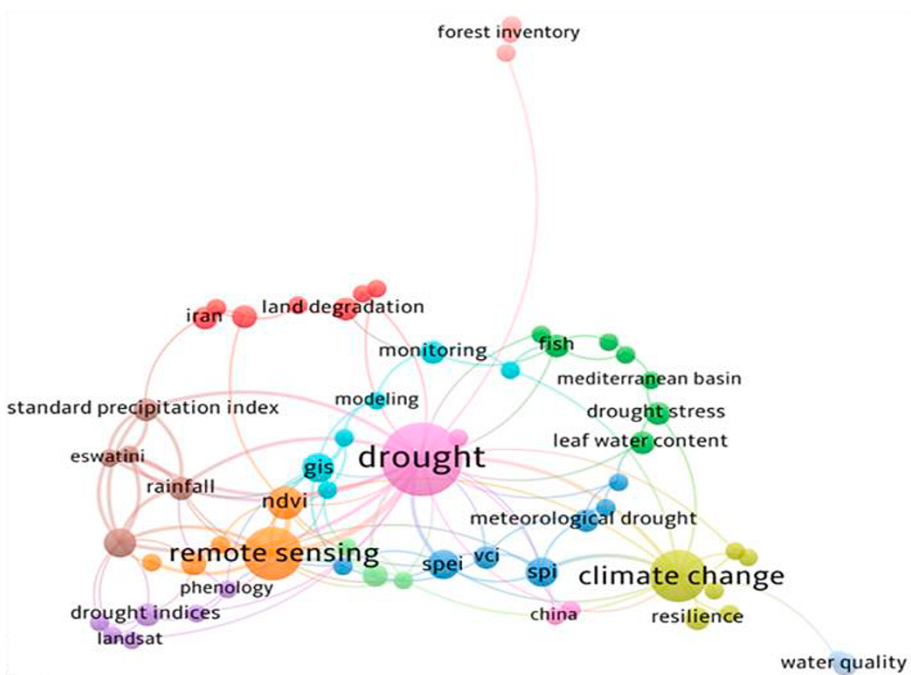 forest inventory
iran
land degradation
monitoring
fish
mediterranean basin
modeling
standard precipitation index
drought stress
leaf water content
eswatini
drought
gis
rainfall
ndvi
meteorological drought
remote sensing
spei
vci
spi
climate change
phenology
drought indices
china
resilience
landsat
water quality